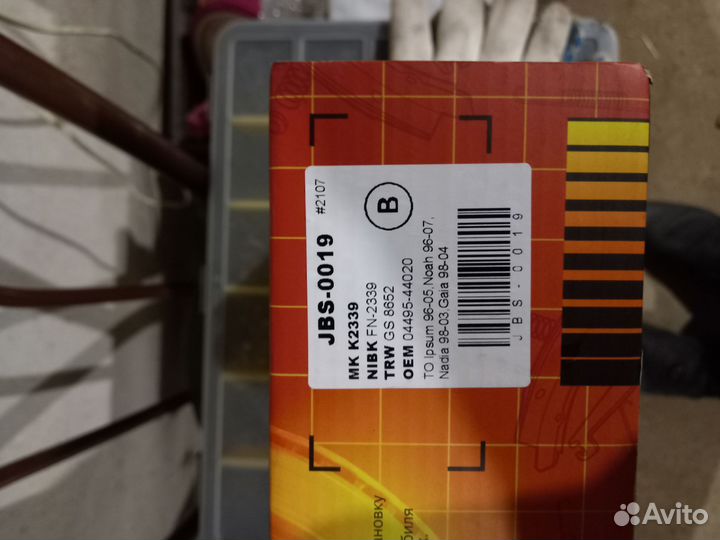 JBS-0019 #2107
MK K2339
NIBK FN-2339
TRW GS 8652
OEM 04495-44020
B
TO Ipsum 96-05,Noah 96-07,
Nadia 98-03,Gaia 98-04
JBS-0019
Avito